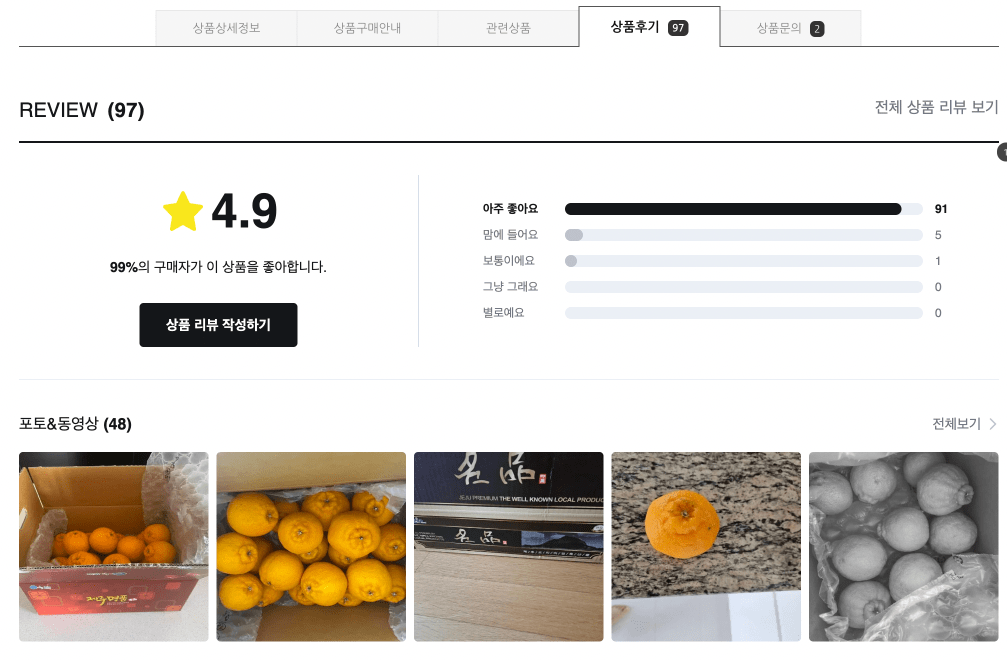 상품상세정보
상품구매안내
관련상품
상품후기 97
상품문의 2
REVIEW (97)
전체 상품 리뷰 보기
4.9
99%의 구매자가 이 상품을 좋아합니다.
상품 리뷰 작성하기
아주 좋아요 91
맘에 들어요 5
보통이에요 1
그냥 그래요 0
별로예요 0
포토&동영상 (48)
전체보기
名品
JEJU PREMIUM THE WELL KNOWN LOCAL PRODUC
名品